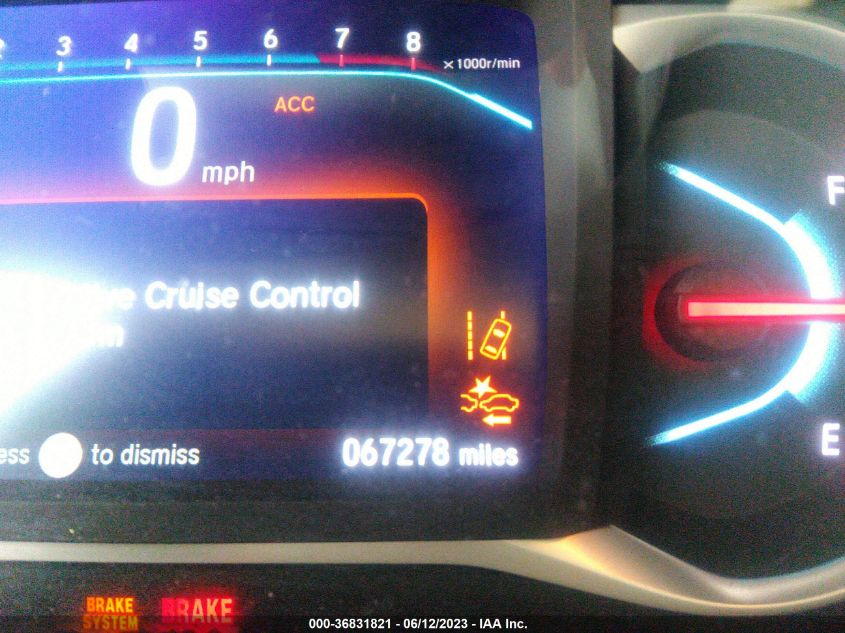 3 4 5 6 7 8 x1000r/min
ACC
0 mph
F
Cruise Control
E
to dismiss
067278 miles
BRAKE SYSTEM
BRAKE
000-36831821 - 06/12/2023 - IAA Inc.